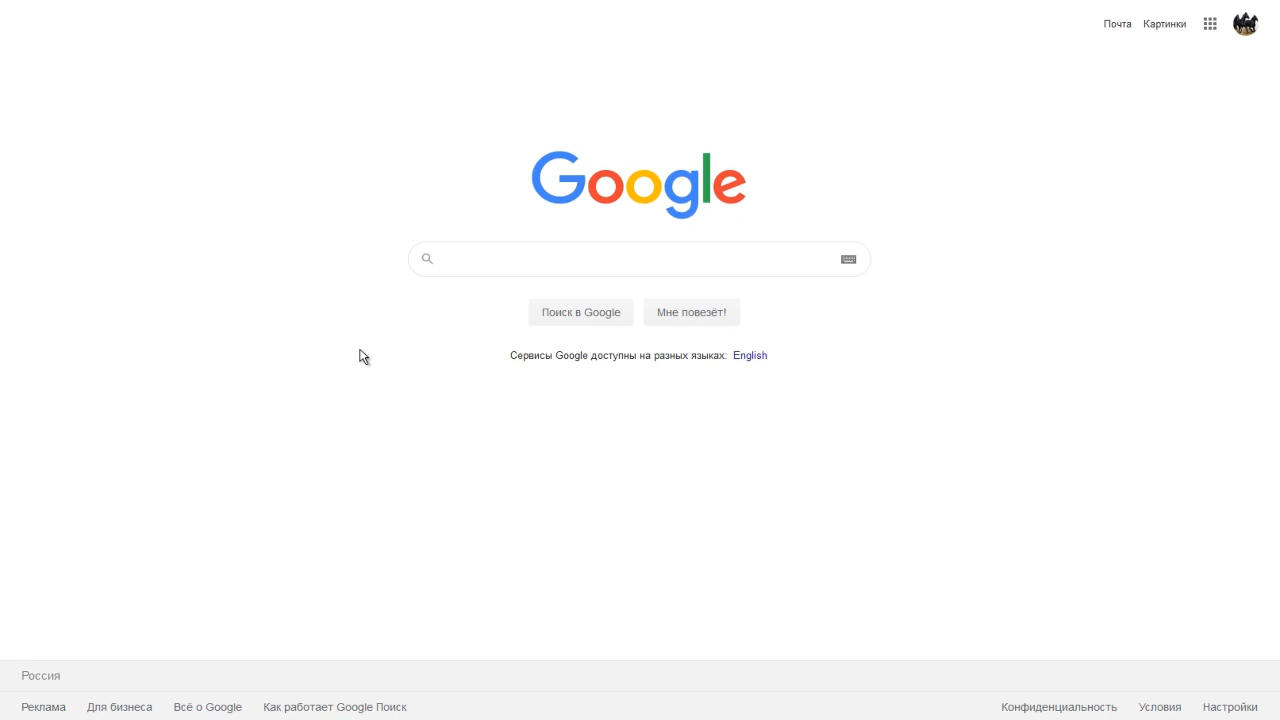 Почта Картинки
Google
Поиск в Google Мне повезёт!
Сервисы Google доступны на разных языках: English
Россия
Реклама Для бизнеса Всё о Google Как работает Google Поиск Конфиденциальность Условия Настройки